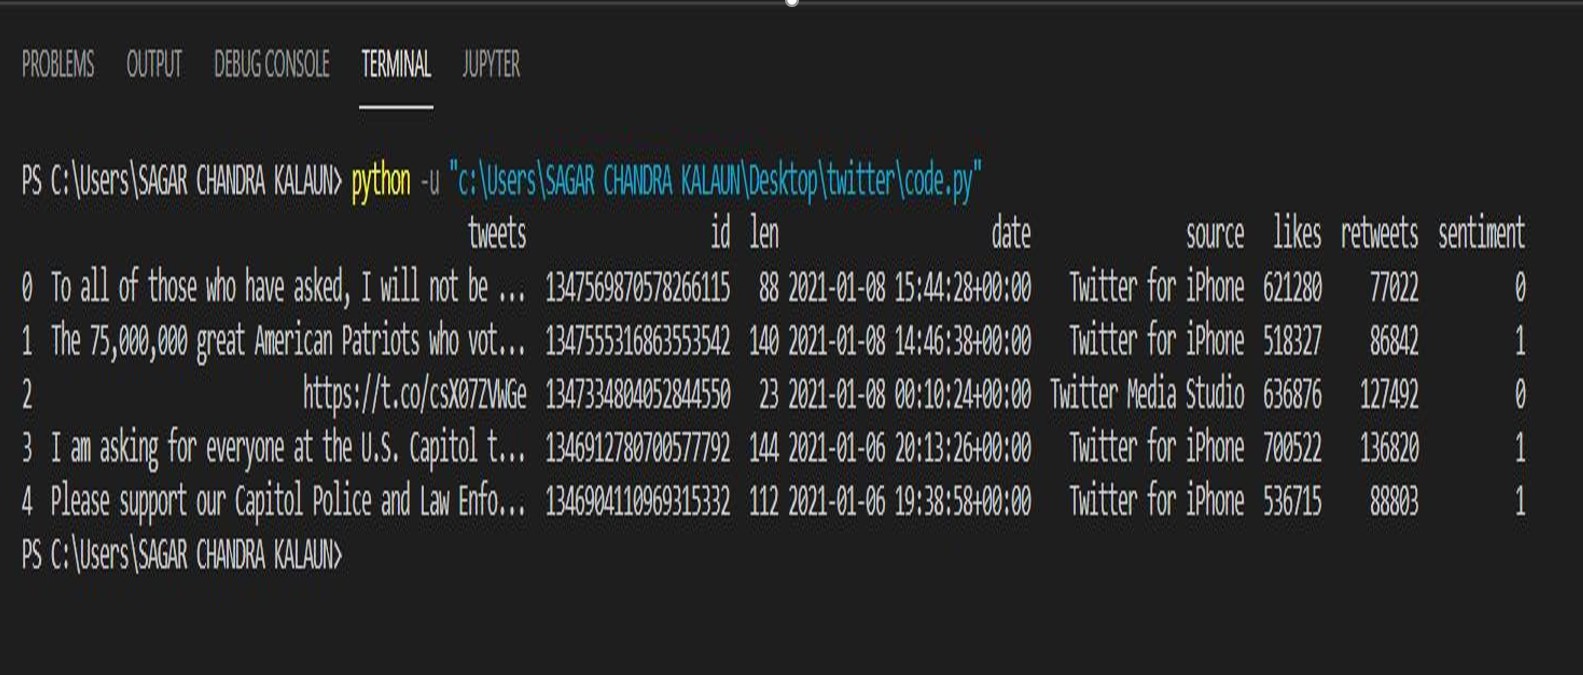 PROBLEMS OUTPUT DEBUG CONSOLE TERMINAL JUPYTER
PS C:\Users\SAGAR CHANDRA KALAUN> python -u "c:\Users\SAGAR CHANDRA KALAUN\Desktop\twitter\code.py"
tweets id len date source likes retweets sentiment
0 To all of those who have asked, I will not be ... 1347569870578266115 88 2021-01-08 15:44:28+00:00 Twitter for iPhone 621280 77022 0
1 The 75,000,000 great American Patriots who vot... 1347555316863553542 140 2021-01-08 14:46:38+00:00 Twitter for iPhone 518327 86842 1
2 https://t.co/csX07ZVWGe 1347334804052844550 23 2021-01-08 00:10:24+00:00 Twitter Media Studio 636876 127492 0
3 I am asking for everyone at the U.S. Capitol t... 1346912780700577792 144 2021-01-06 20:13:26+00:00 Twitter for iPhone 700522 136820 1
4 Please support our Capitol Police and Law Enfo... 1346904110969315332 112 2021-01-06 19:38:58+00:00 Twitter for iPhone 536715 88803 1
PS C:\Users\SAGAR CHANDRA KALAUN>